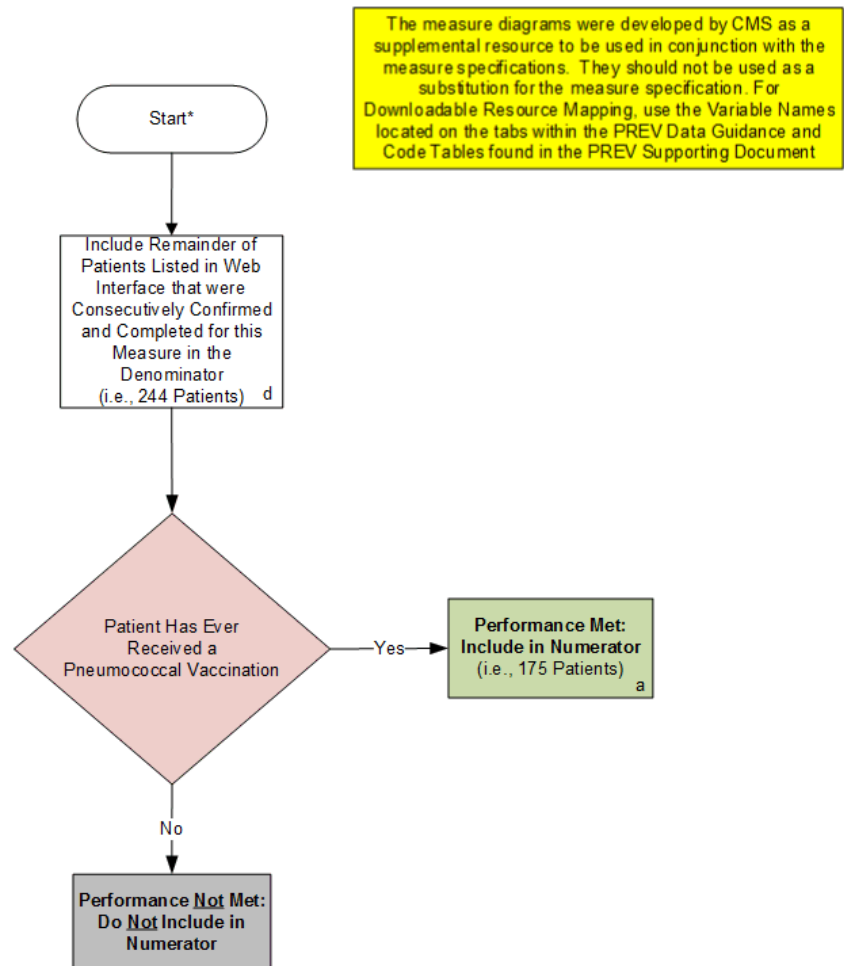 The measure diagrams were developed by CMS as a
supplemental resource to be used in conjunction with the
measure specifications. They should not be used as a
substitution for the measure specification. For
Downloadable Resource Mapping, use the Variable Names
located on the tabs within the PREV Data Guidance and
Code Tables found in the PREV Supporting Document
Start*
Include Remainder of
Patients Listed in Web
Interface that were
Consecutively Confirmed
and Completed for this
Measure in the
Denominator
(i.e., 244 Patients) d
Patient Has Ever
Received a
Pneumococcal Vaccination
Yes
Performance Met:
Include in Numerator
(i.e., 175 Patients)
a
No
Performance Not Met:
Do Not Include in
Numerator